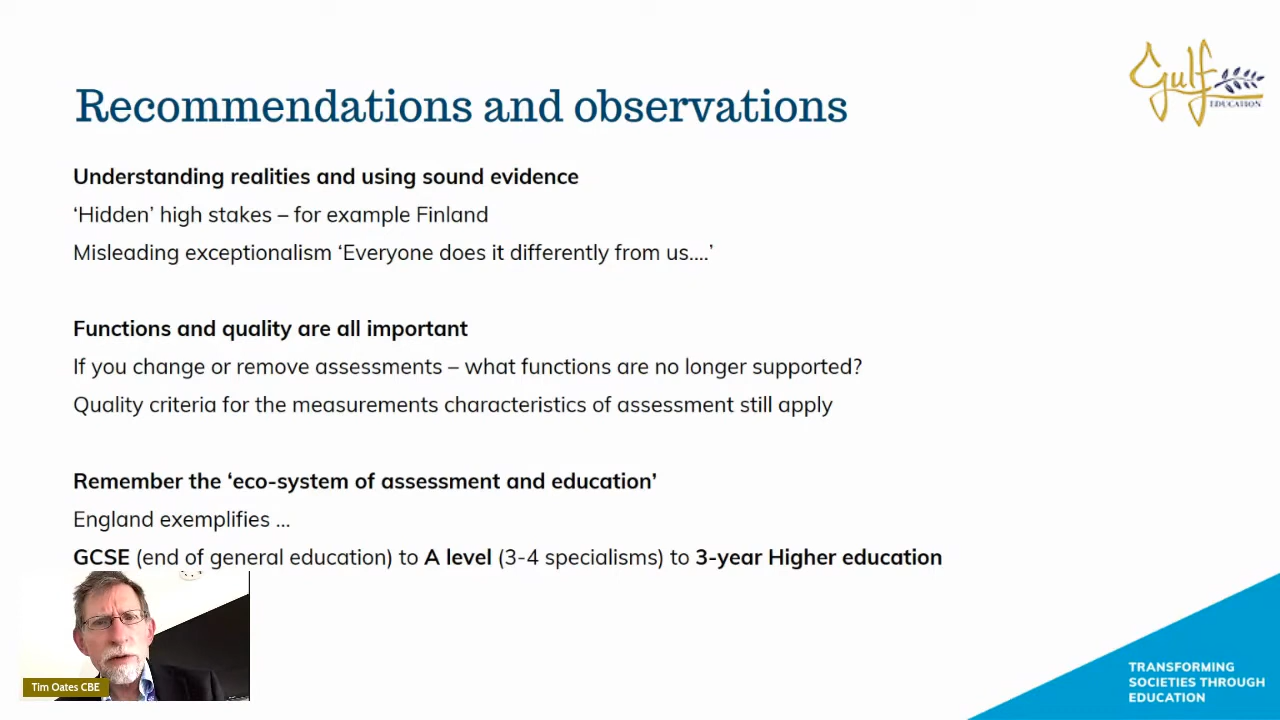 Gulf
EDUCATION
Recommendations and observations
Understanding realities and using sound evidence
‘Hidden’ high stakes – for example Finland
Misleading exceptionalism ‘Everyone does it differently from us....’
Functions and quality are all important
If you change or remove assessments – what functions are no longer supported?
Quality criteria for the measurements characteristics of assessment still apply
Remember the ‘eco-system of assessment and education’
England exemplifies ...
GCSE (end of general education) to A level (3-4 specialisms) to 3-year Higher education
Tim Oates CBE
TRANSFORMING
SOCIETIES THROUGH
EDUCATION